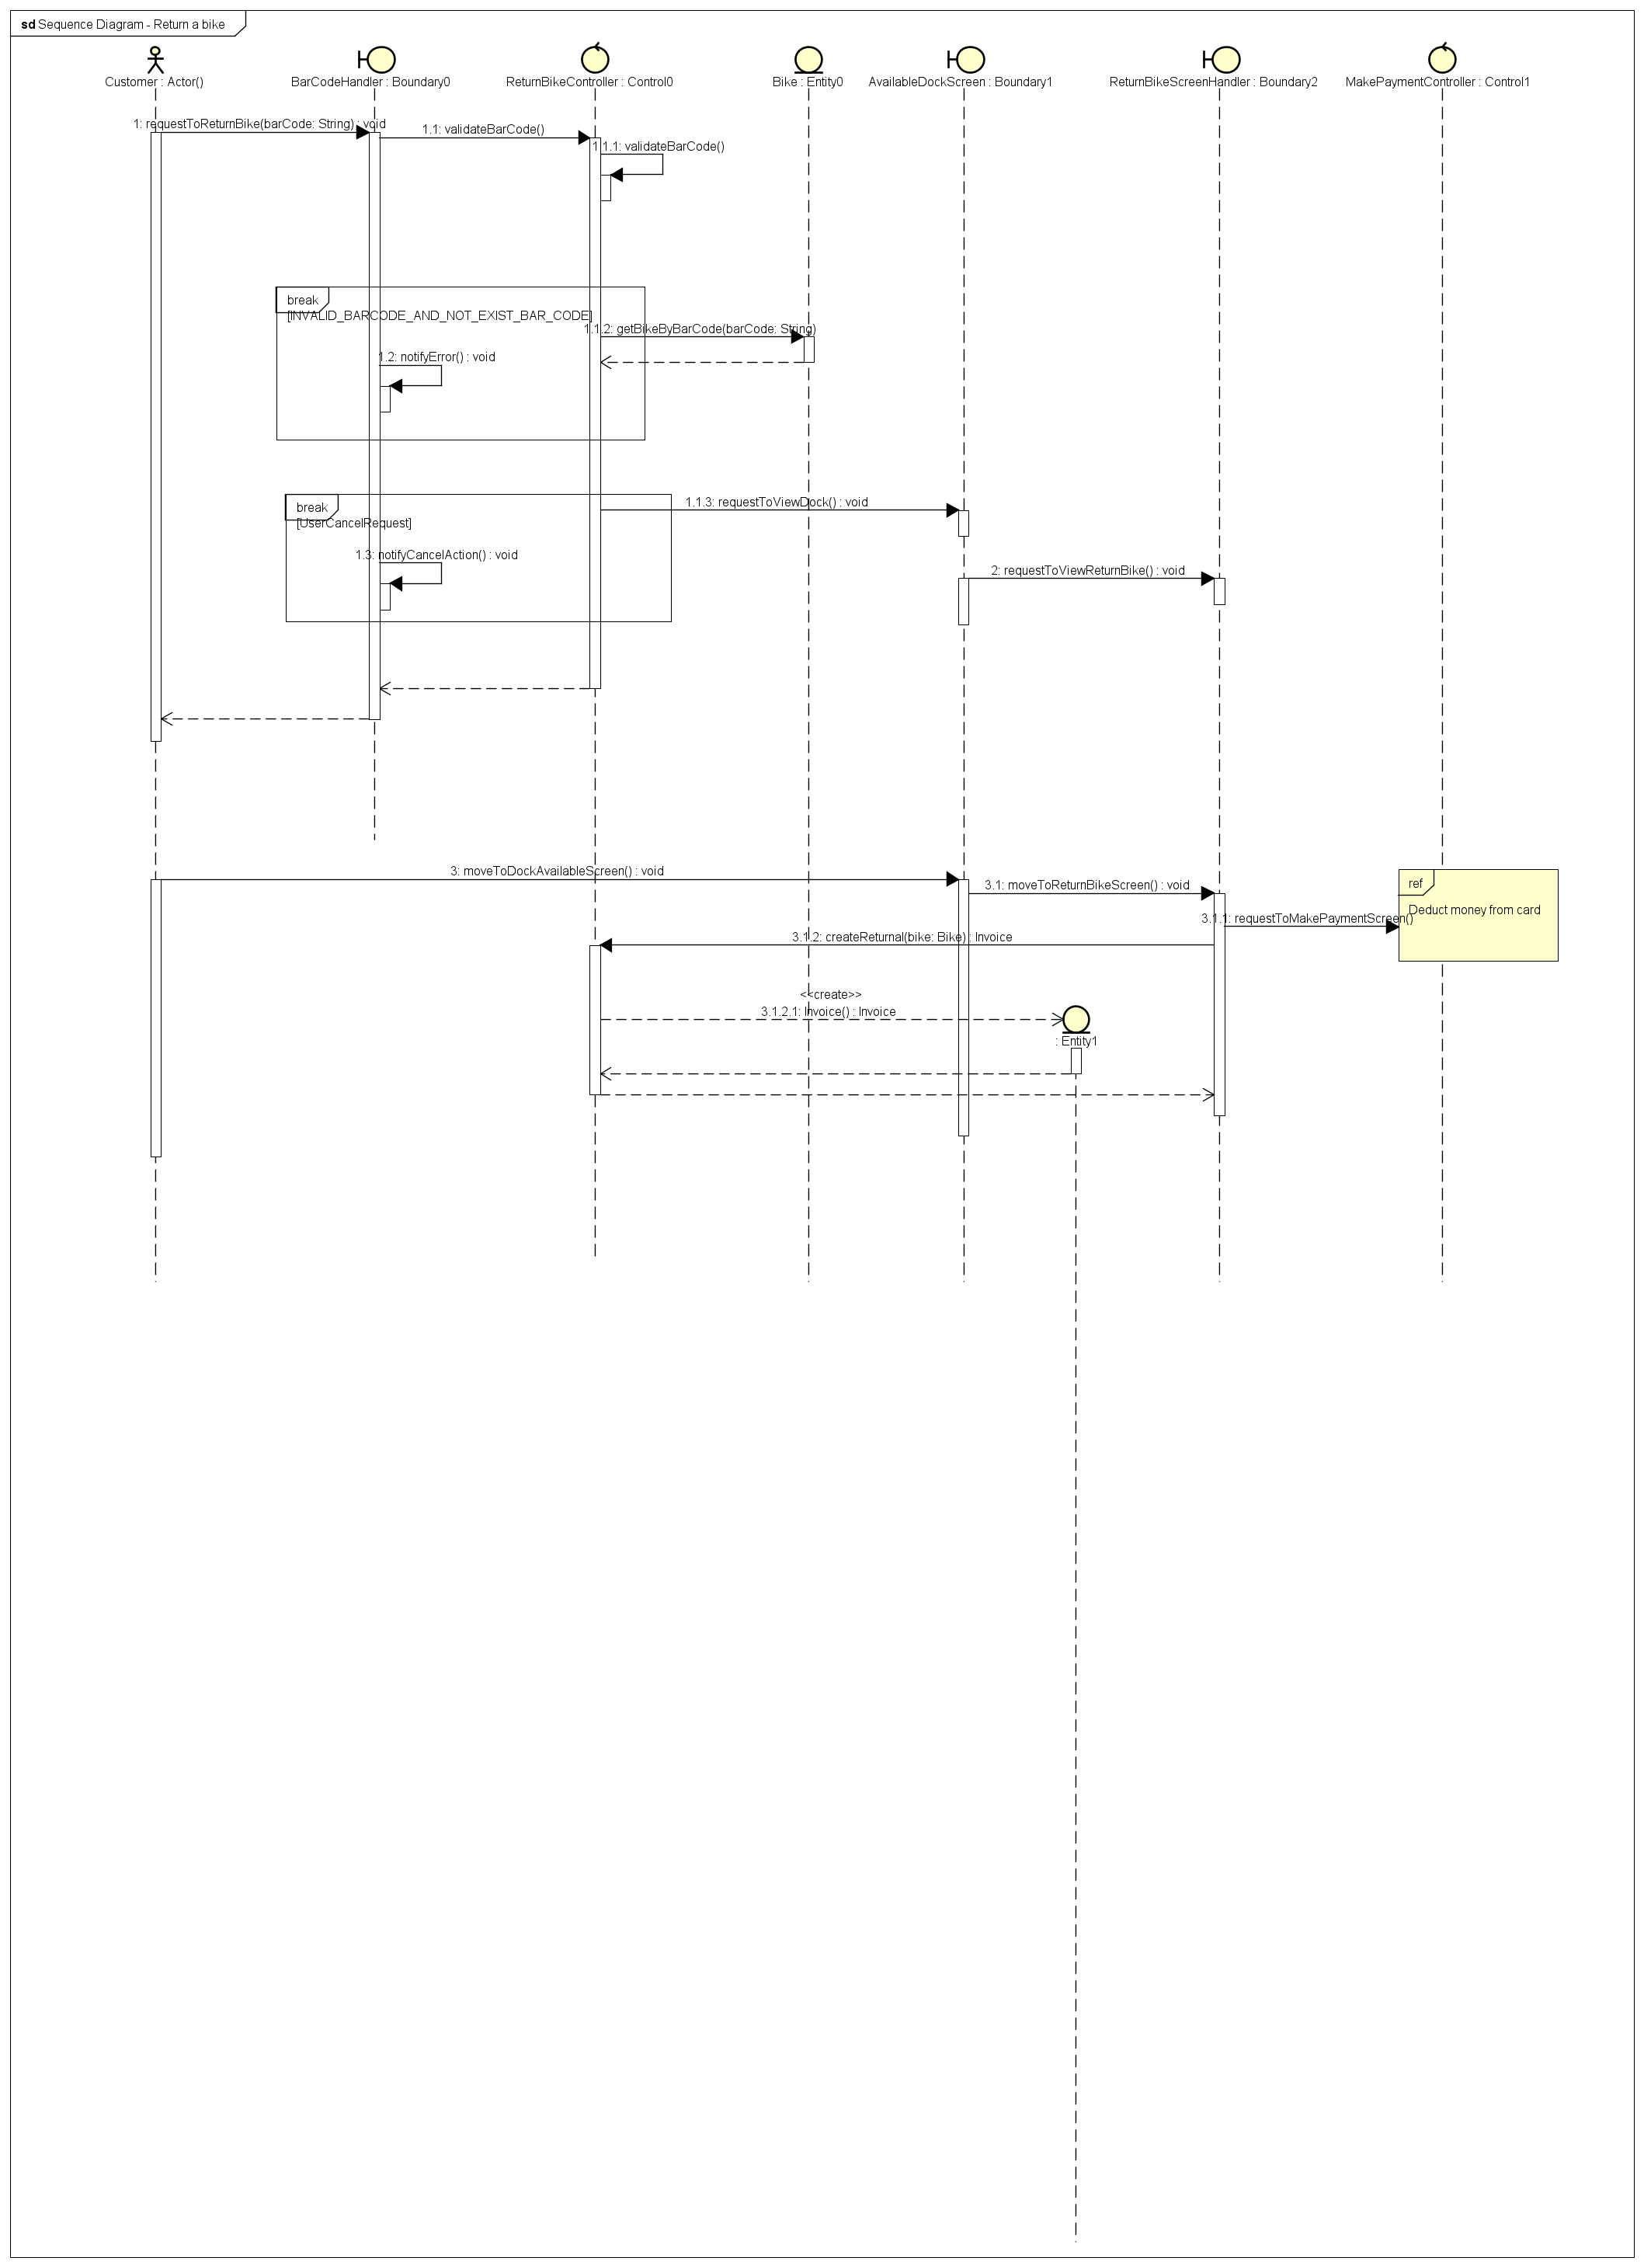 sd Sequence Diagram - Return a bike
Customer : Actor()
BarCodeHandler : Boundary0
ReturnBikeController : Control0
Bike : Entity0
AvailableDockScreen : Boundary1
ReturnBikeScreenHandler : Boundary2
MakePaymentController : Control1
1: requestToReturnBike(barCode: String) : void
1.1: validateBarCode()
1.1.1: validateBarCode()
break
[INVALID_BARCODE_AND_NOT_EXIST_BAR_CODE]
1.1.2: getBikeByBarCode(barCode: String)
1.2: notifyError() : void
break
[UserCancelRequest]
1.1.3: requestToViewDock() : void
1.3: notifyCancelAction() : void
2: requestToViewReturnBike() : void
3: moveToDockAvailableScreen() : void
3.1: moveToReturnBikeScreen() : void
ref
Deduct money from card
3.1.1: requestToMakePaymentScreen()
3.1.2: createReturnal(bike: Bike) : Invoice
<<create>>
3.1.2.1: Invoice() : Invoice
: Entity1